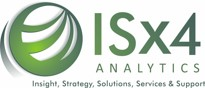 ISx4
ANALYTICS
Insight, Strategy, Solutions, Services & Support